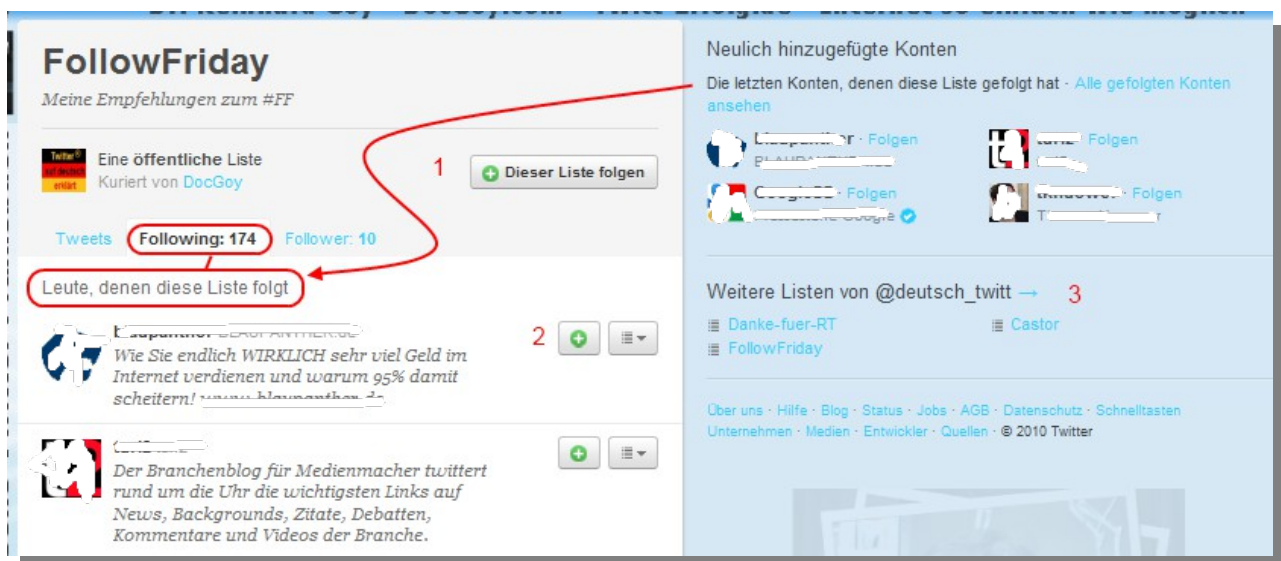 FollowFriday
Meine Empfehlungen zum #FF
Twitter®
auf deutsch
erklärt
Eine öffentliche Liste
Kuriert von DocGoy
1
Dieser Liste folgen
Tweets
Following: 174
Follower: 10
Leute, denen diese Liste folgt
2
Wie Sie endlich WIRKLICH sehr viel Geld im
Internet verdienen und warum 95% damit
scheitern!
Der Branchenblog für Medienmacher twittert
rund um die Uhr die wichtigsten Links auf
News, Backgrounds, Zitate, Debatten,
Kommentare und Videos der Branche.
Neulich hinzugefügte Konten
Die letzten Konten, denen diese Liste gefolgt hat · Alle gefolgten Konten
ansehen
· Folgen
Folgen
· Folgen
· Folgen
Weitere Listen von @deutsch_twitt →
3
Danke-fuer-RT
Castor
FollowFriday
Über uns · Hilfe · Blog · Status · Jobs · AGB · Datenschutz · Schnelltasten
Unternehmen · Medien · Entwickler · Quellen · © 2010 Twitter